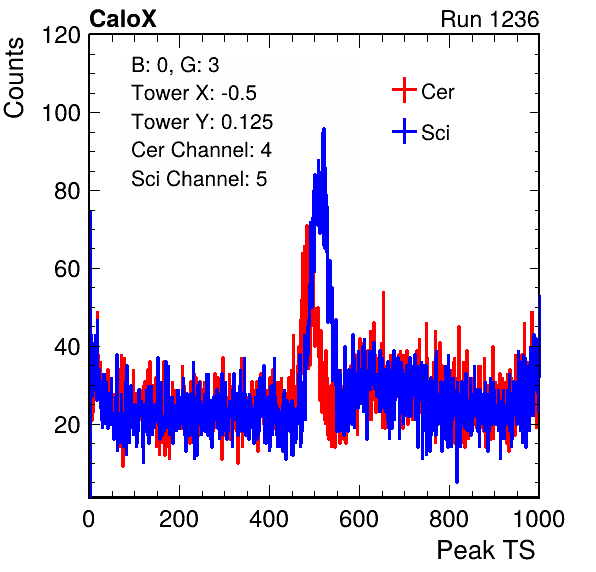 CaloX Run 1236
Counts
120
100
80
60
40
20
B: 0, G: 3
Tower X: -0.5
Tower Y: 0.125
Cer Channel: 4
Sci Channel: 5
Cer
Sci
0 200 400 600 800 1000
Peak TS